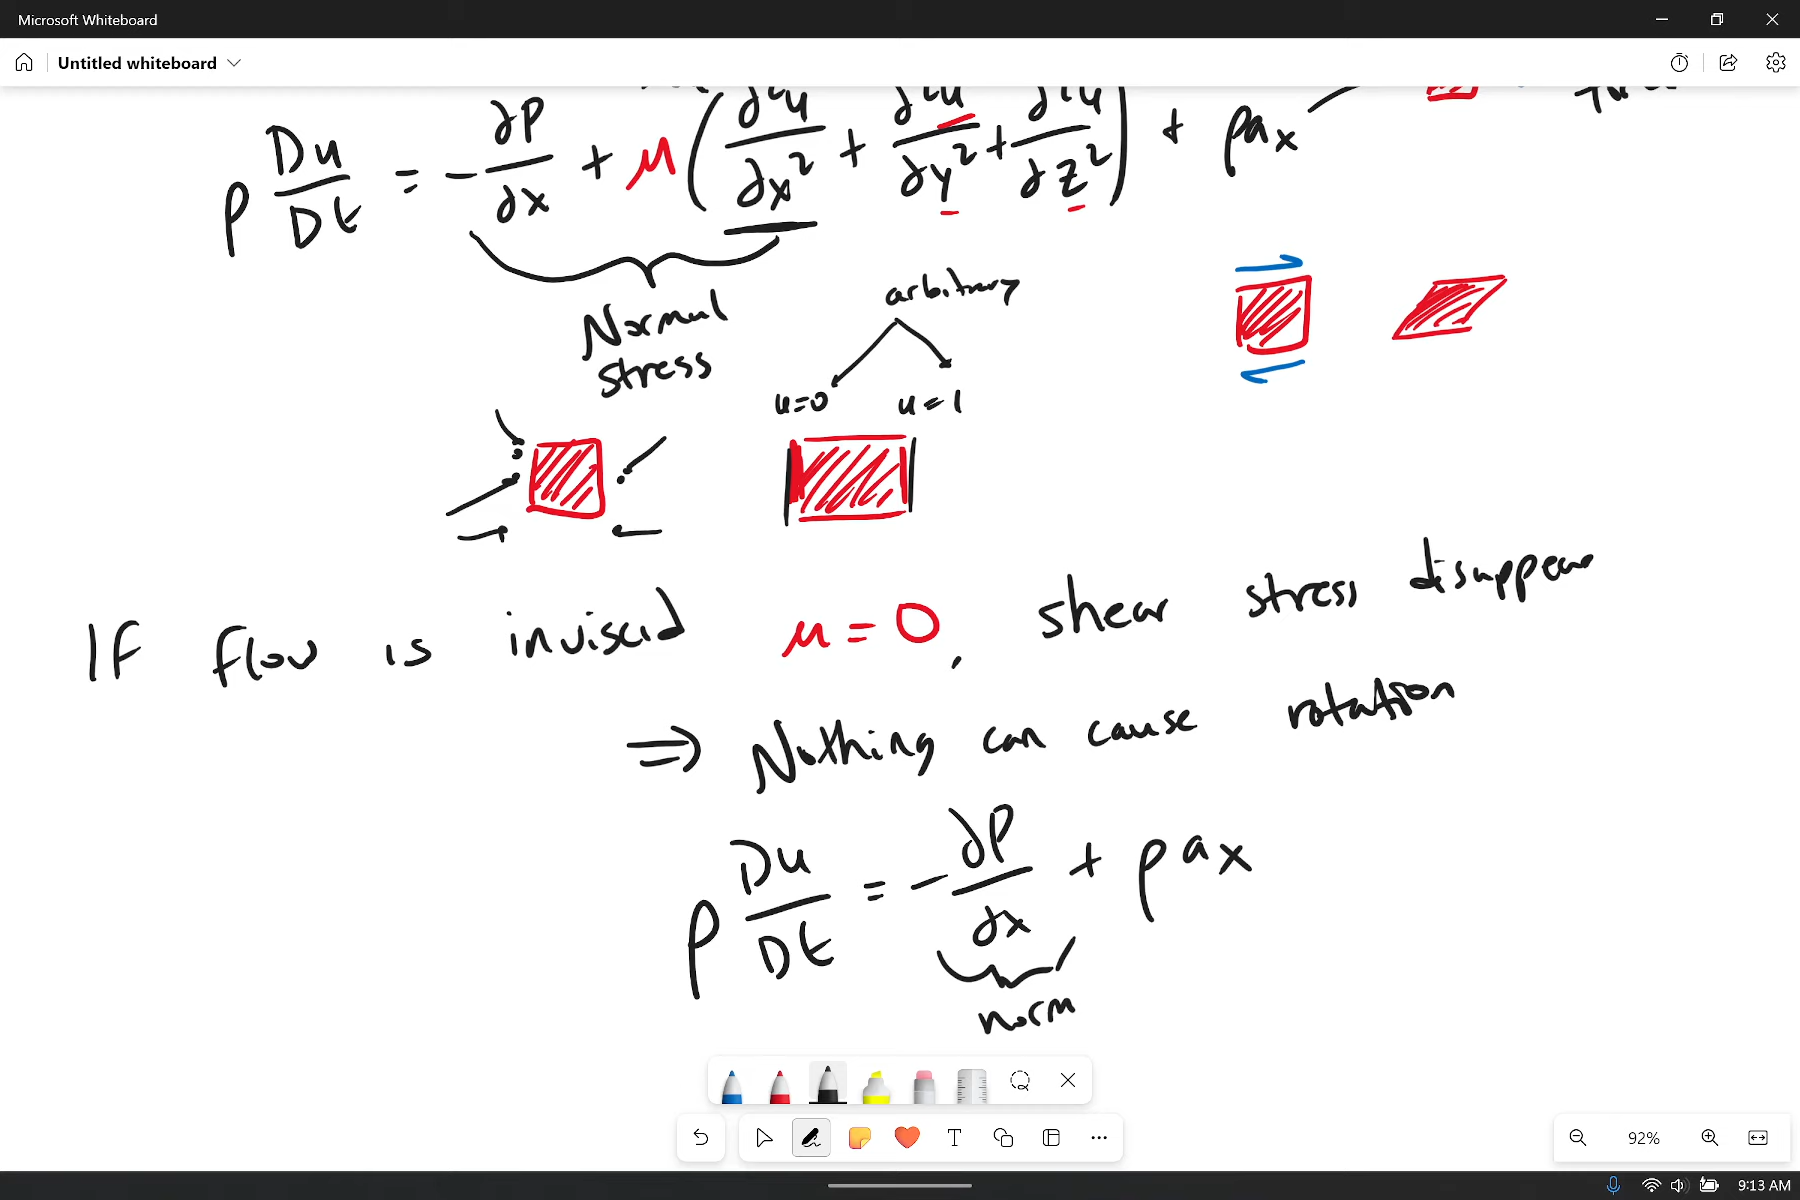 Microsoft Whiteboard
Untitled whiteboard
ρ Du/Dt = - ∂P/∂x + μ ( ∂²u/∂x² + ∂²u/∂y² + ∂²u/∂z² ) + ρax
Normal
stress
arbitrary
u=0 u=1
If flow is inviscid μ = 0, shear stress disappear
⇒ Nothing can cause rotation
ρ Du/Dt = - ∂P/∂x + ρax
norm
92%
9:13 AM